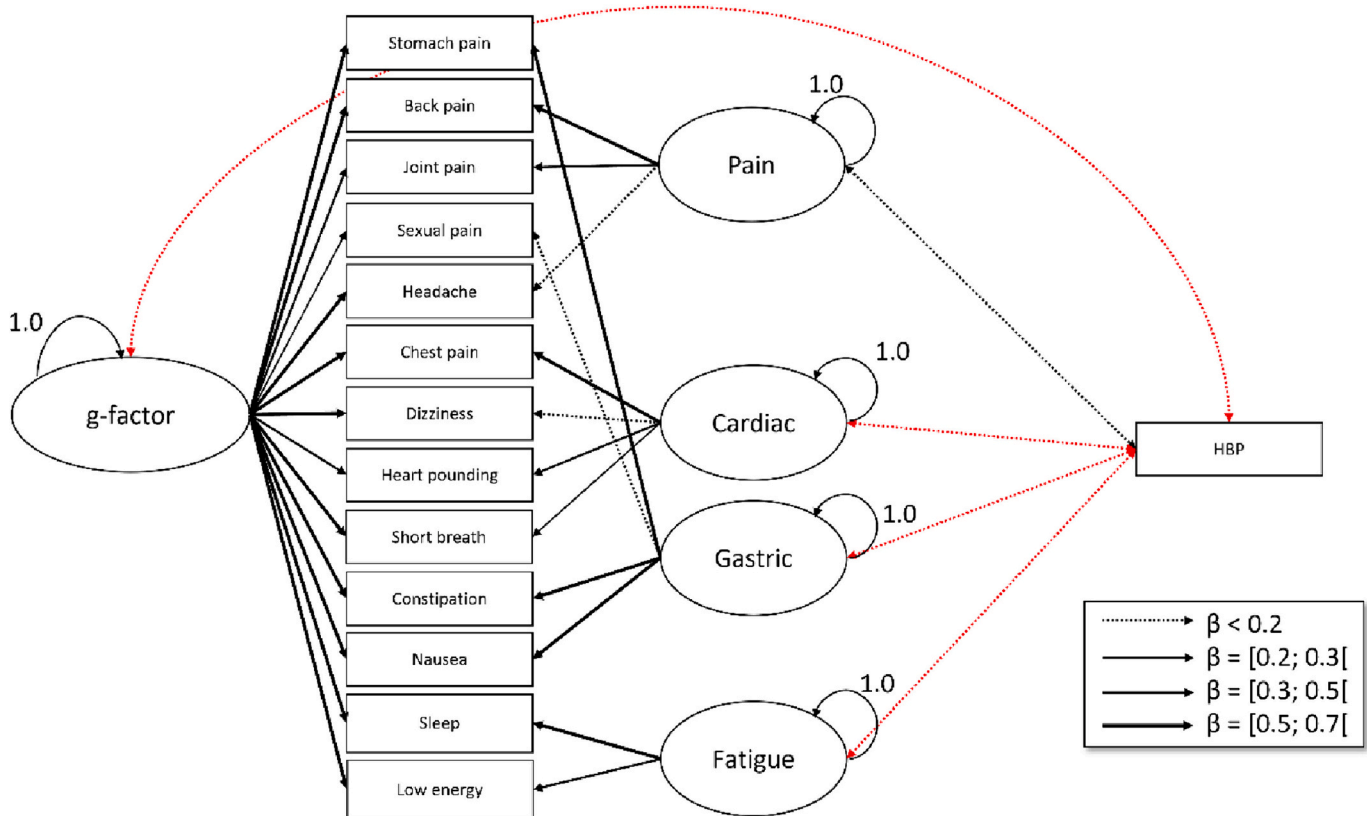 Stomach pain
Back pain
Joint pain
Sexual pain
Headache
Chest pain
Dizziness
Heart pounding
Short breath
Constipation
Nausea
Sleep
Low energy
1.0
g-factor
1.0
Pain
1.0
Cardiac
1.0
Gastric
1.0
Fatigue
HBP
β < 0.2
β = [0.2; 0.3[
β = [0.3; 0.5[
β = [0.5; 0.7[